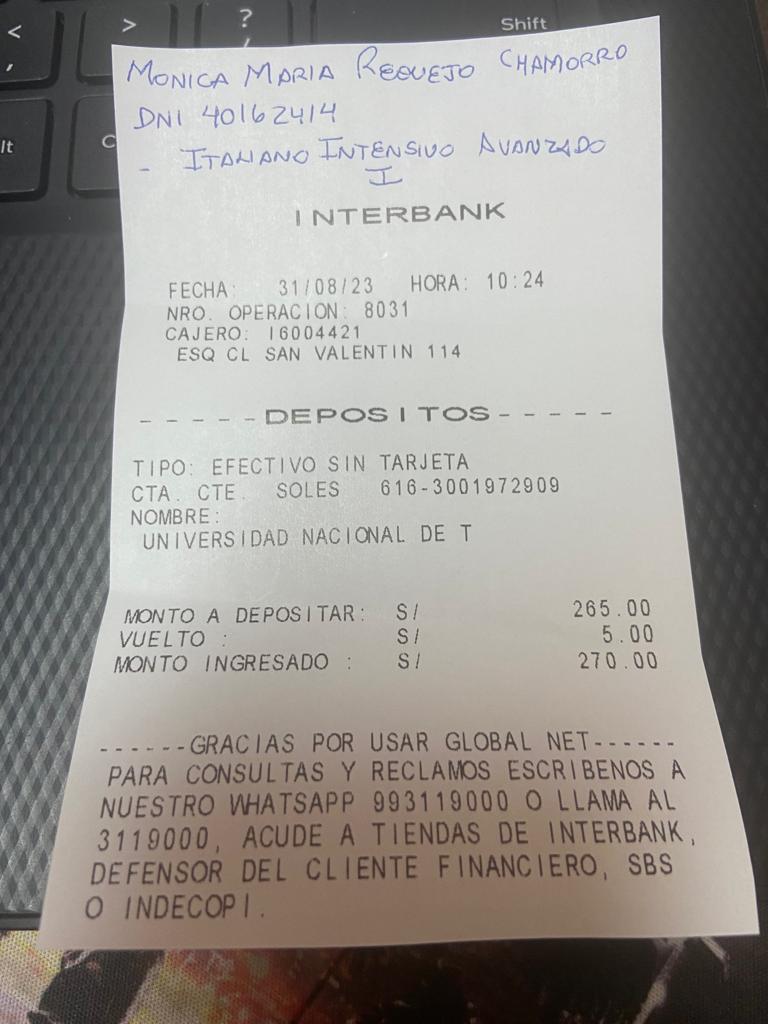 <
,
>
?
/
Shift
lt
C
MONICA MARIA REQUEJO CHAMORRO
DNI 40162414
- ITALIANO INTENSIVO AVANZADO
I
INTERBANK
FECHA: 31/08/23 HORA: 10:24
NRO. OPERACION: 8031
CAJERO: 16004421
ESQ CL SAN VALENTIN 114
- - - - - DEPOSITOS - - - - -
TIPO: EFECTIVO SIN TARJETA
CTA. CTE. SOLES 616-3001972909
NOMBRE:
UNIVERSIDAD NACIONAL DE T
MONTO A DEPOSITAR: S/ 265.00
VUELTO : S/ 5.00
MONTO INGRESADO : S/ 270.00
------GRACIAS POR USAR GLOBAL NET------
PARA CONSULTAS Y RECLAMOS ESCRIBENOS A
NUESTRO WHATSAPP 993119000 O LLAMA AL
3119000, ACUDE A TIENDAS DE INTERBANK,
DEFENSOR DEL CLIENTE FINANCIERO, SBS
O INDECOPI.